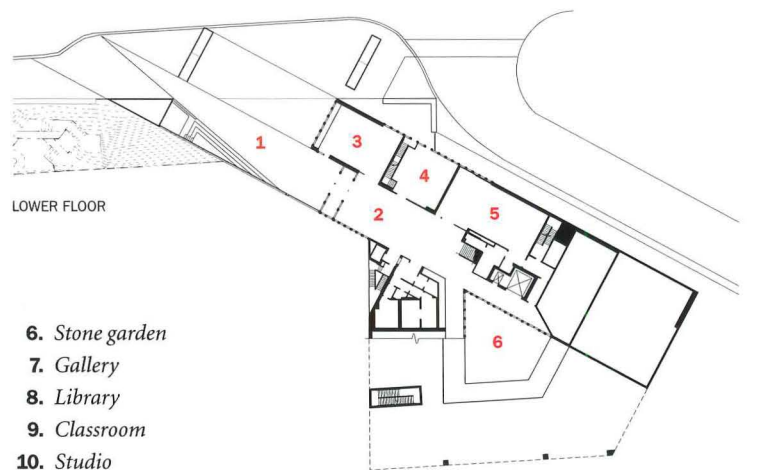 1
3
4
5
2
LOWER FLOOR
6
6. Stone garden
7. Gallery
8. Library
9. Classroom
10. Studio